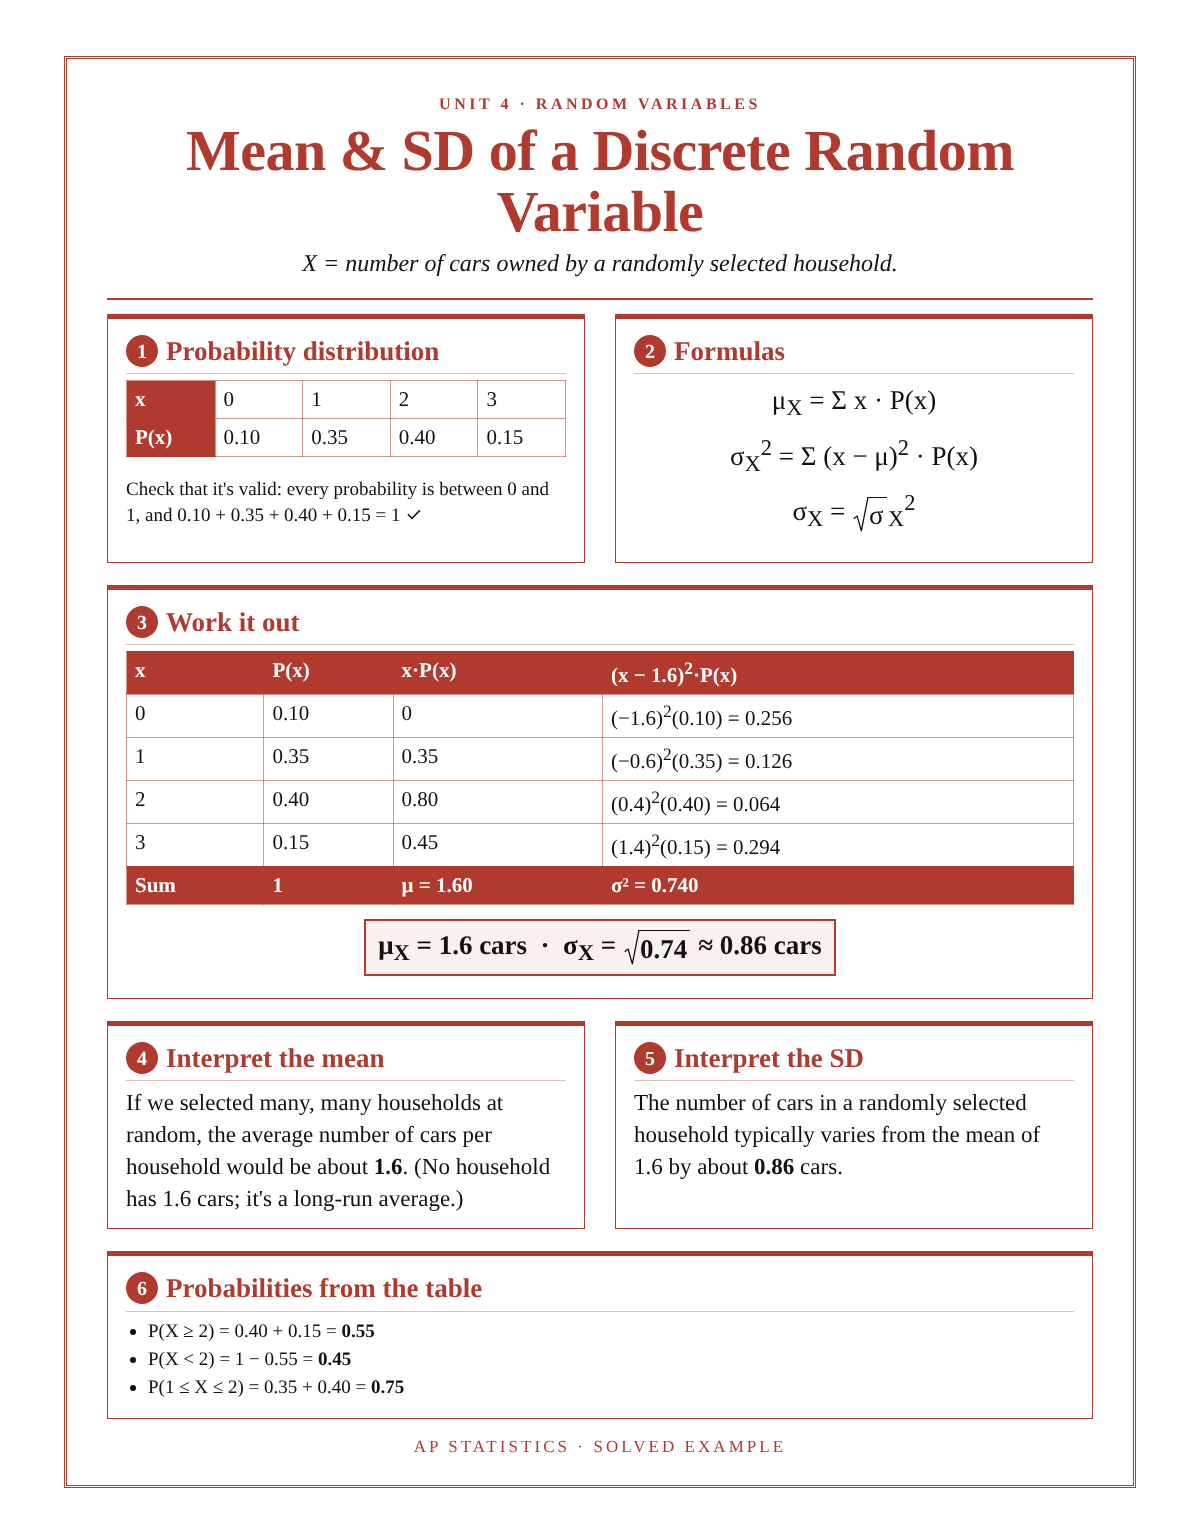 UNIT 4 · RANDOM VARIABLES
Mean & SD of a Discrete Random
Variable
X = number of cars owned by a randomly selected household.
1 Probability distribution
x 0 1 2 3
P(x) 0.10 0.35 0.40 0.15
Check that it's valid: every probability is between 0 and
1, and 0.10 + 0.35 + 0.40 + 0.15 = 1 ✓
2 Formulas
μ_X = Σ x · P(x)
σ_X² = Σ (x − μ)² · P(x)
σ_X = √σ_X²
3 Work it out
x P(x) x·P(x) (x − 1.6)²·P(x)
0 0.10 0 (−1.6)²(0.10) = 0.256
1 0.35 0.35 (−0.6)²(0.35) = 0.126
2 0.40 0.80 (0.4)²(0.40) = 0.064
3 0.15 0.45 (1.4)²(0.15) = 0.294
Sum 1 μ = 1.60 σ² = 0.740
μ_X = 1.6 cars · σ_X = √0.74 ≈ 0.86 cars
4 Interpret the mean
If we selected many, many households at
random, the average number of cars per
household would be about 1.6. (No household
has 1.6 cars; it's a long-run average.)
5 Interpret the SD
The number of cars in a randomly selected
household typically varies from the mean of
1.6 by about 0.86 cars.
6 Probabilities from the table
• P(X ≥ 2) = 0.40 + 0.15 = 0.55
• P(X < 2) = 1 − 0.55 = 0.45
• P(1 ≤ X ≤ 2) = 0.35 + 0.40 = 0.75
AP STATISTICS · SOLVED EXAMPLE